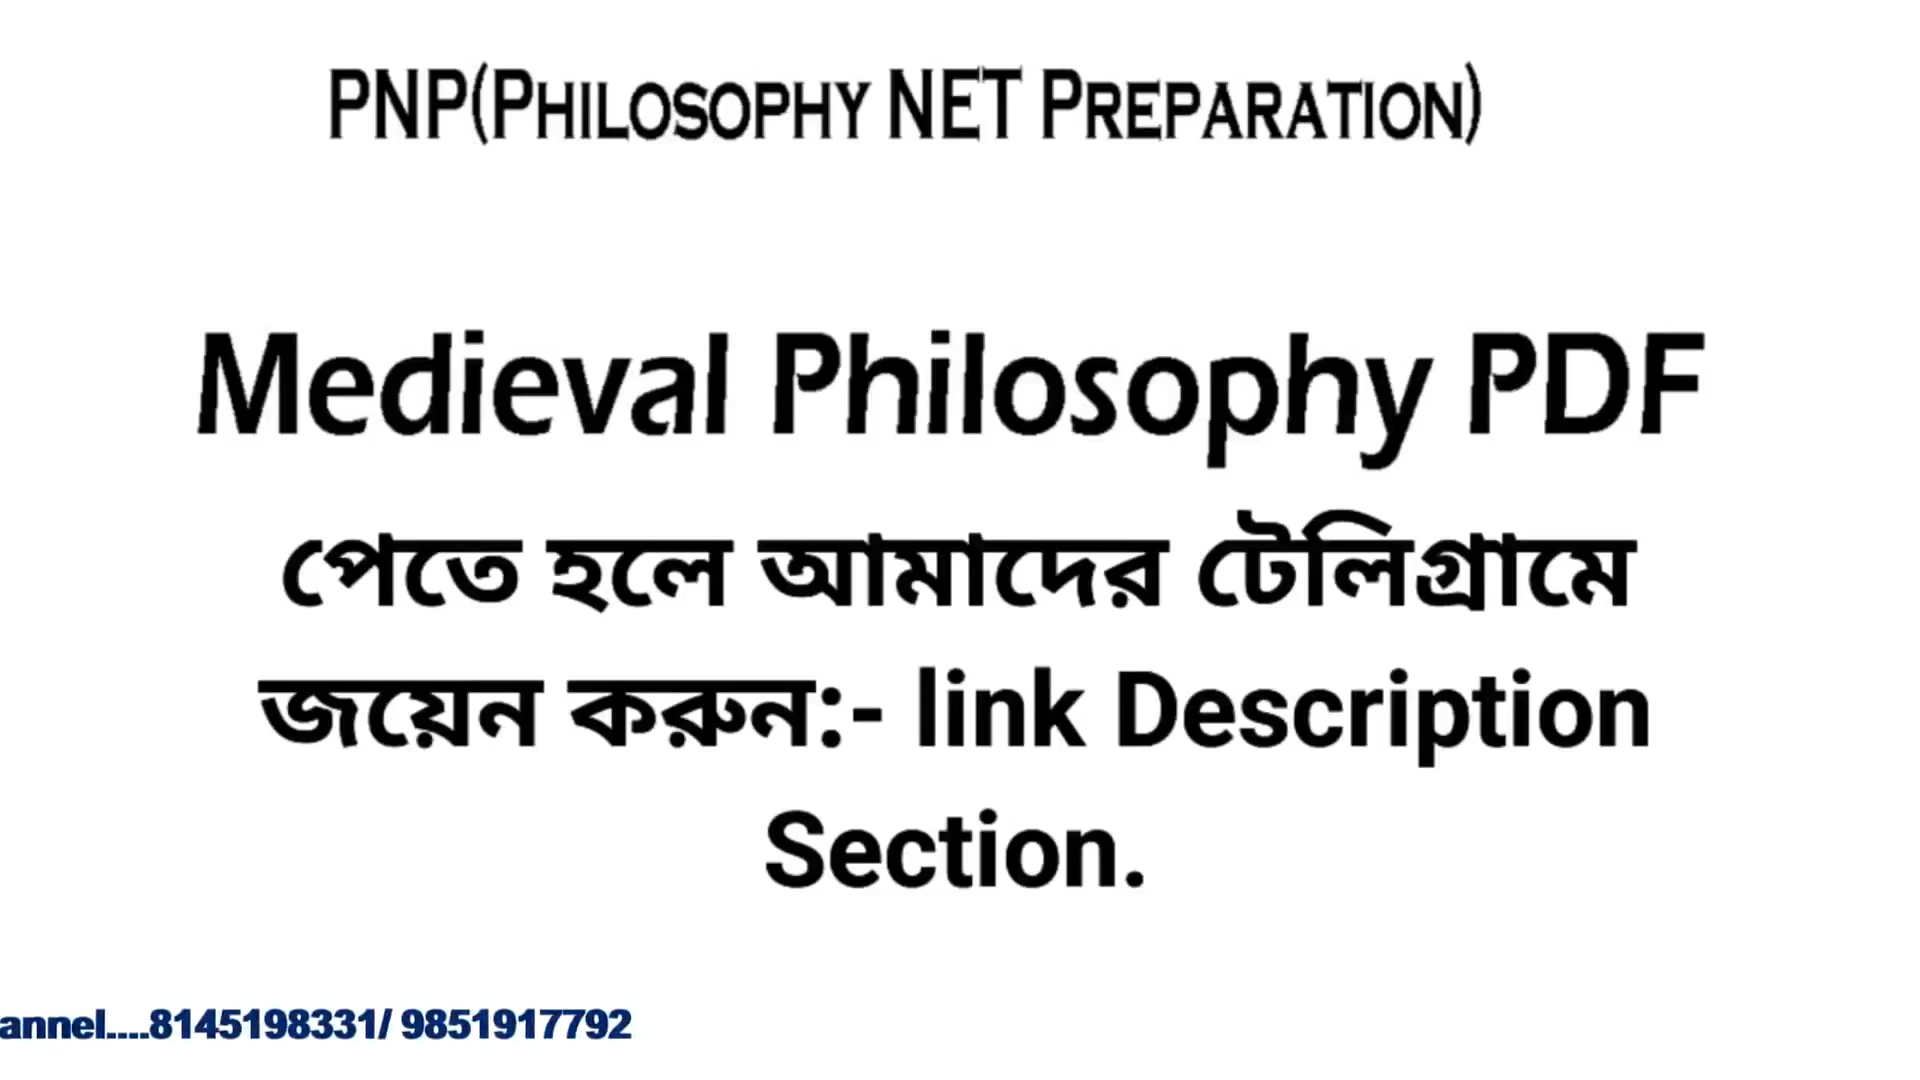 PNP(Philosophy NET Preparation)
Medieval Philosophy PDF
পেতে হলে আমাদের টেলিগ্রামে
জয়েন করুন:- link Description
Section.
annel....8145198331/ 9851917792